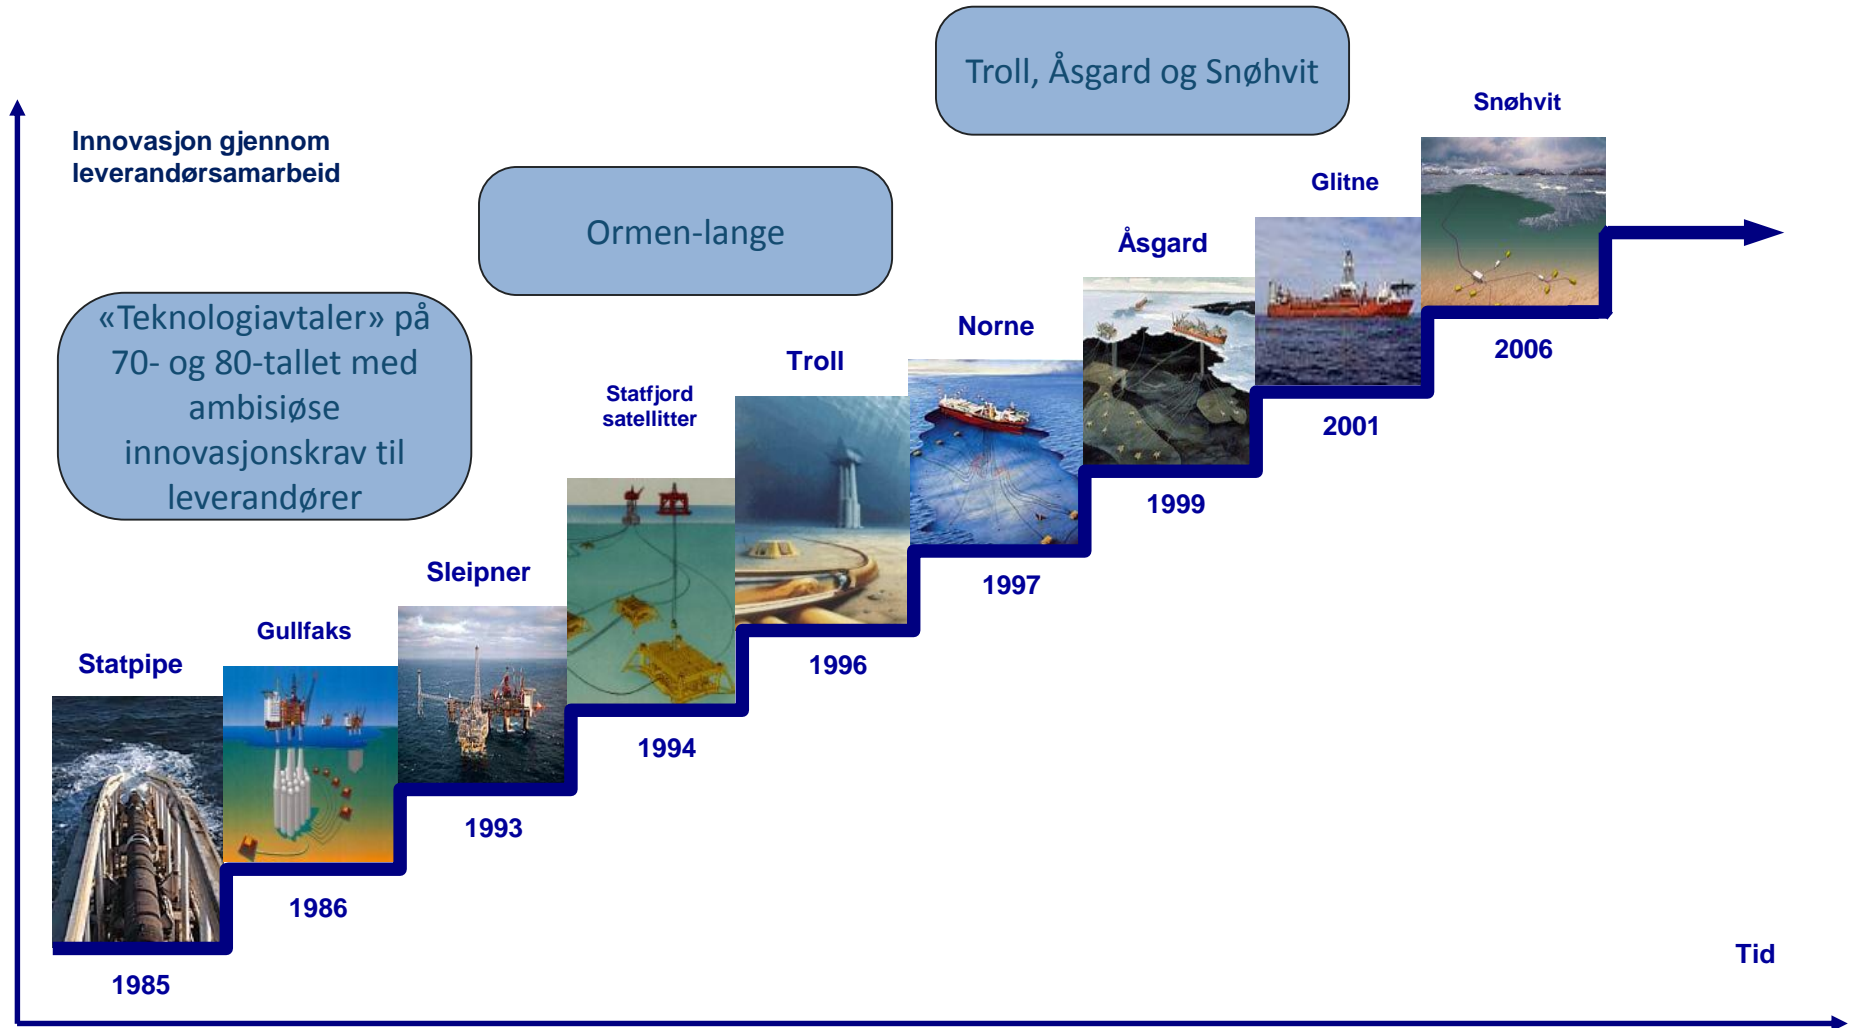 Troll, Åsgard og Snøhvit
Snøhvit
Innovasjon gjennom
leverandørsamarbeid
Glitne
Ormen-lange
Åsgard
«Teknologiavtaler» på
70- og 80-tallet med
ambisiøse
innovasjonskrav til
leverandører
Norne
2006
Troll
Statfjord
satellitter
2001
1999
Sleipner
1997
Gullfaks
Statpipe
1996
1994
1993
1986
Tid
1985